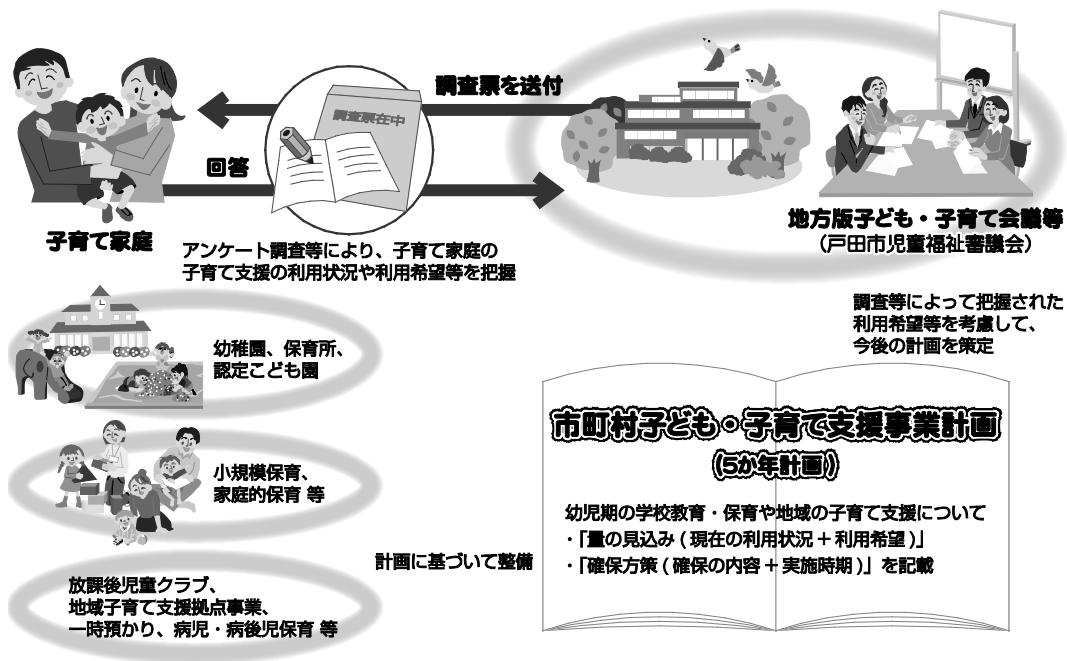 調査票を送付
調査票在中
回答
子育て家庭
アンケート調査等により、子育て家庭の
子育て支援の利用状況や利用希望等を把握
地方版子ども・子育て会議等
（戸田市児童福祉審議会）
調査等によって把握された
利用希望等を考慮して、
今後の計画を策定
市町村子ども・子育て支援事業計画
(5か年計画)
幼児期の学校教育・保育や地域の子育て支援について
・「量の見込み(現在の利用状況＋利用希望)」
・「確保方策(確保の内容＋実施時期)」を記載
計画に基づいて整備
幼稚園、保育所、
認定こども園
小規模保育、
家庭的保育 等
放課後児童クラブ、
地域子育て支援拠点事業、
一時預かり、病児・病後児保育 等